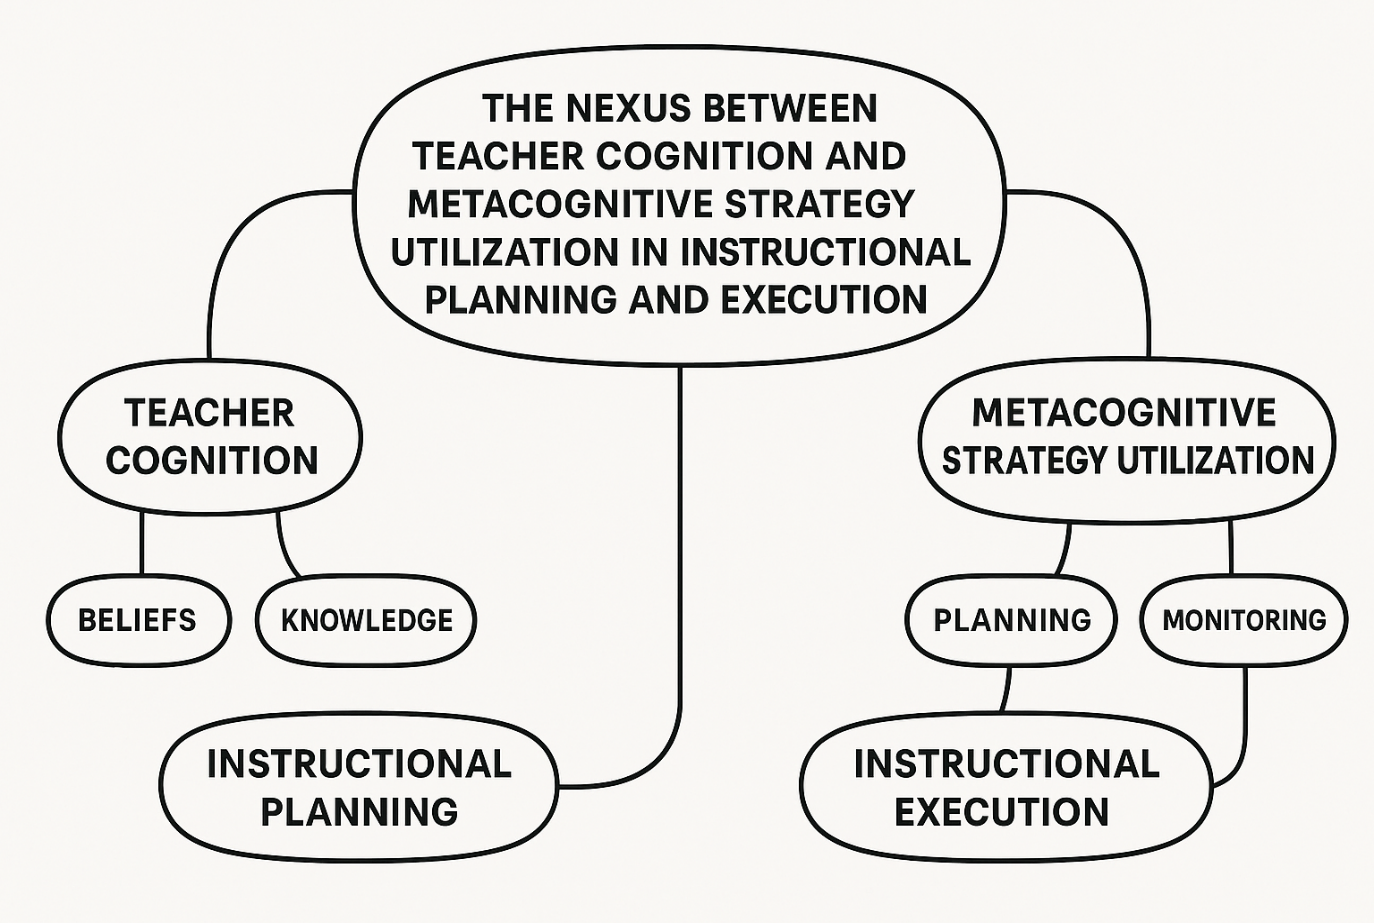 THE NEXUS BETWEEN
TEACHER COGNITION AND
METACOGNITIVE STRATEGY
UTILIZATION IN INSTRUCTIONAL
PLANNING AND EXECUTION
TEACHER
COGNITION
METACOGNITIVE
STRATEGY UTILIZATION
BELIEFS
KNOWLEDGE
PLANNING
MONITORING
INSTRUCTIONAL
PLANNING
INSTRUCTIONAL
EXECUTION